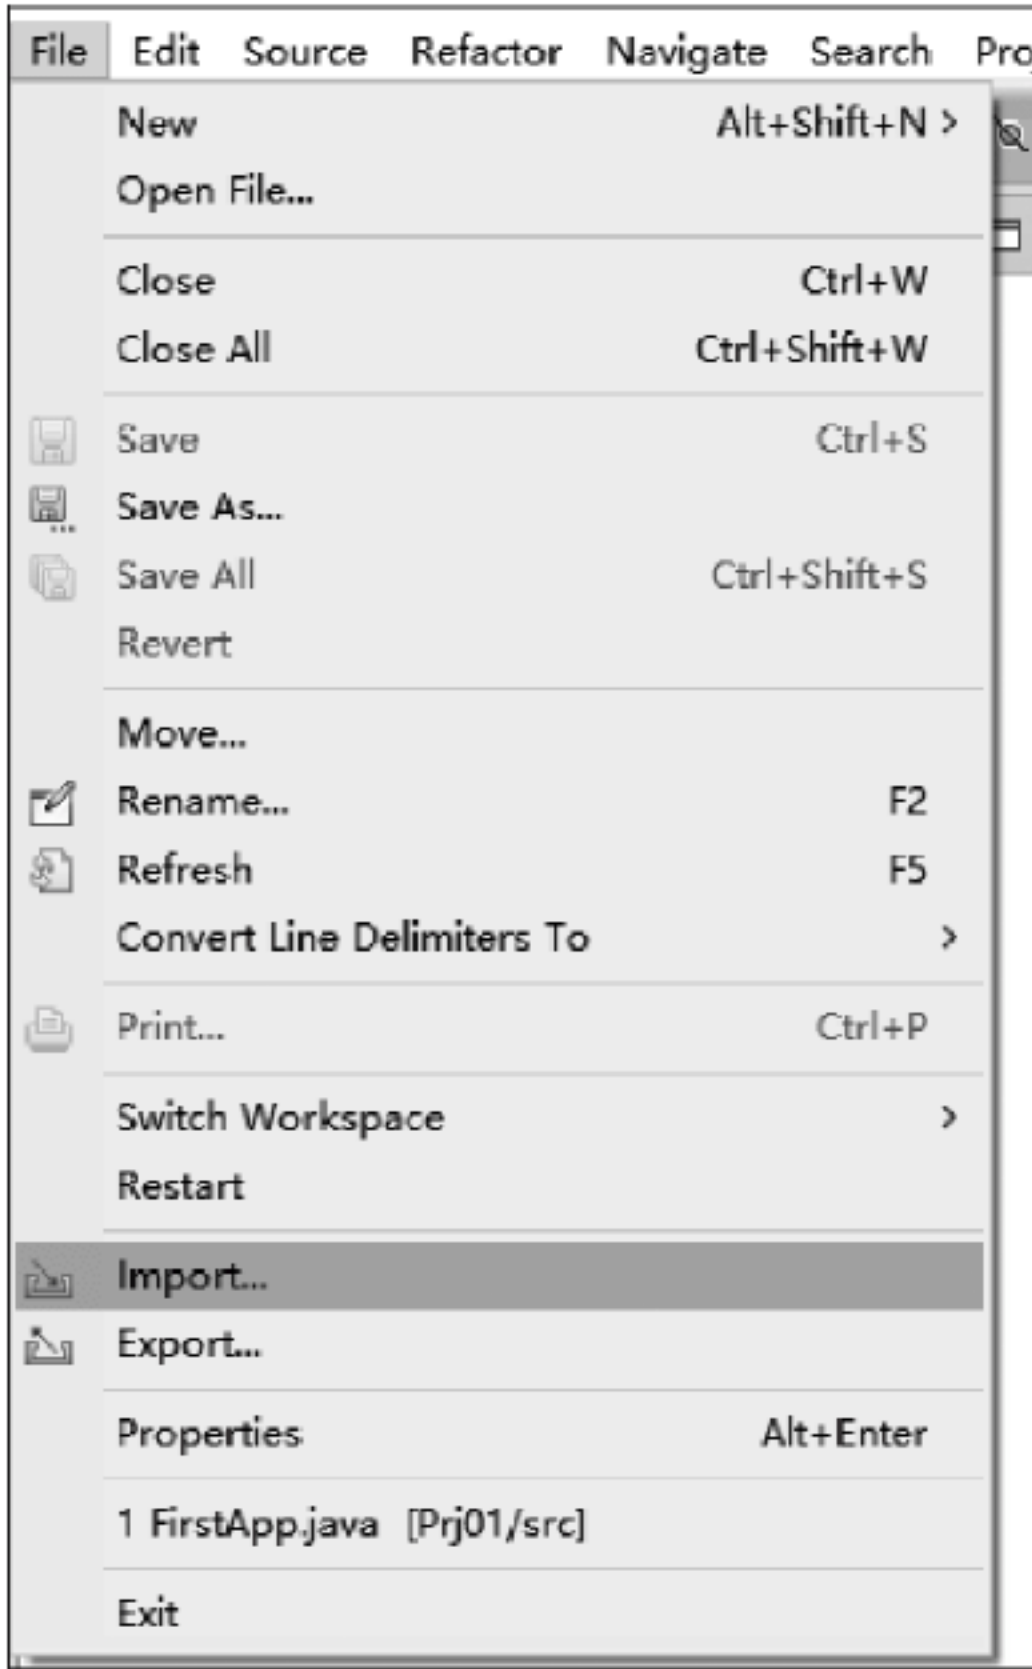 File Edit Source Refactor Navigate Search
New Alt+Shift+N >
Open File...
Close Ctrl+W
Close All Ctrl+Shift+W
Save Ctrl+S
Save As...
Save All Ctrl+Shift+S
Revert
Move...
Rename... F2
Refresh F5
Convert Line Delimiters To >
Print... Ctrl+P
Switch Workspace >
Restart
Import...
Export...
Properties Alt+Enter
1 FirstApp.java [Prj01/src]
Exit